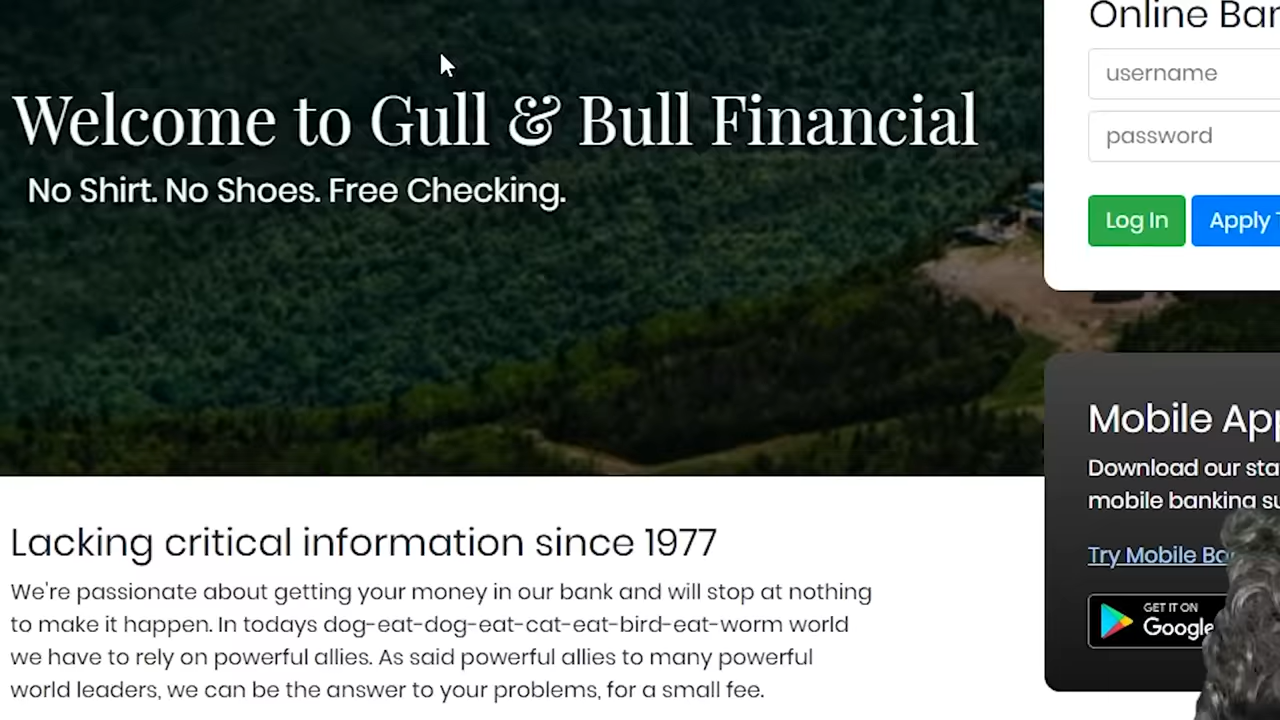 Online Ban
username
Welcome to Gull & Bull Financial
password
No Shirt. No Shoes. Free Checking.
Log In
Apply
Mobile App
Download our sta
mobile banking su
Try Mobile Ba
GET IT ON
Google
Lacking critical information since 1977
We're passionate about getting your money in our bank and will stop at nothing
to make it happen. In todays dog-eat-dog-eat-cat-eat-bird-eat-worm world
we have to rely on powerful allies. As said powerful allies to many powerful
world leaders, we can be the answer to your problems, for a small fee.